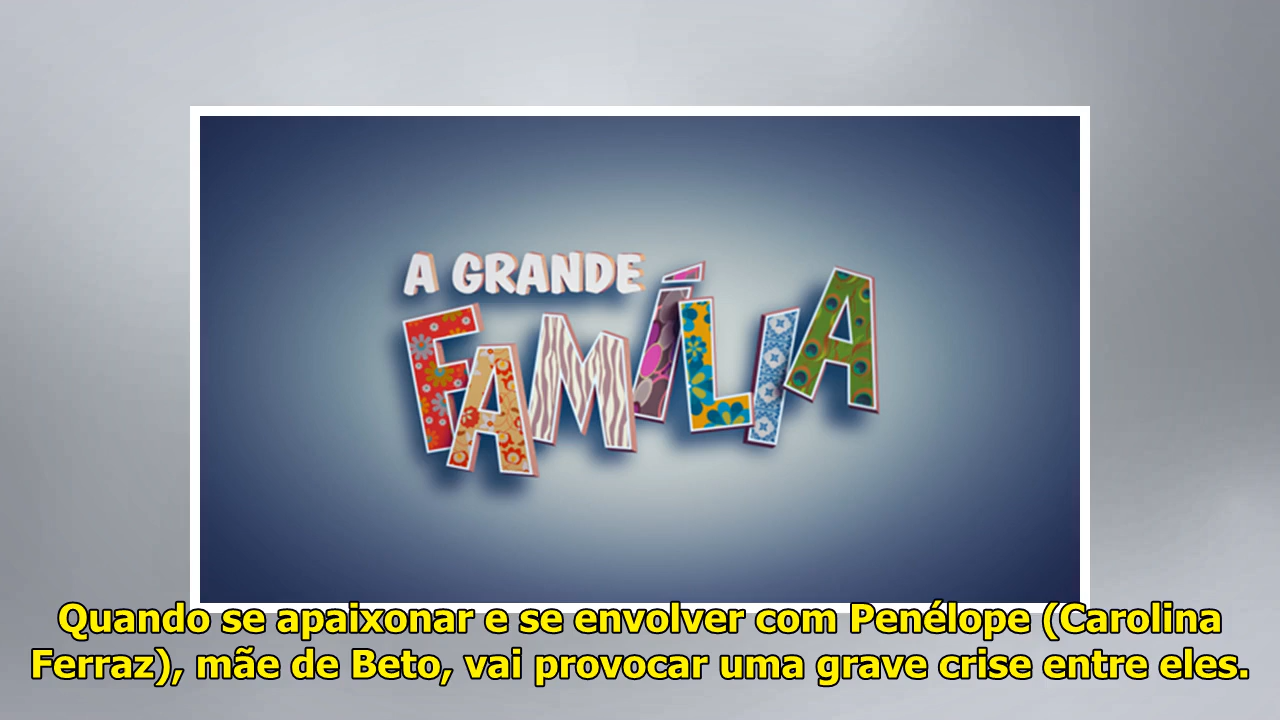 A GRANDE
FAMÍLIA
Quando se apaixonar e se envolver com Penélope (Carolina
Ferraz), mãe de Beto, vai provocar uma grave crise entre eles.